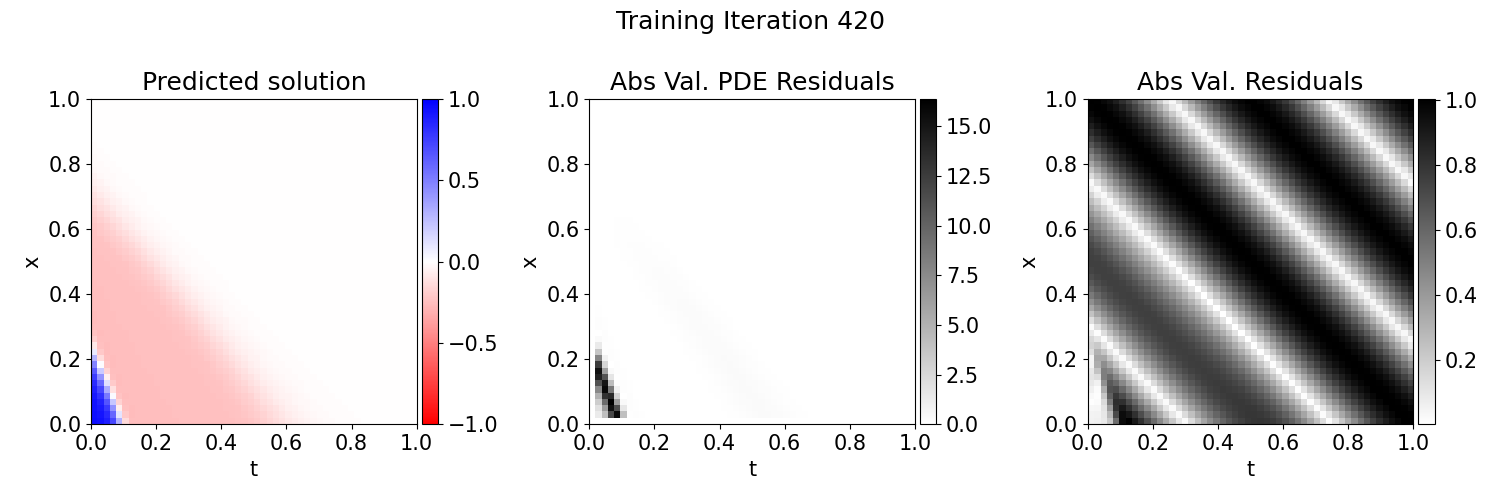 Training Iteration 420
Predicted solution
Abs Val. PDE Residuals
Abs Val. Residuals
1.0
0.8
0.6
0.4
0.2
0.0
x
0.0 0.2 0.4 0.6 0.8 1.0
t
1.0
0.5
0.0
−0.5
−1.0
1.0
0.8
0.6
0.4
0.2
0.0
x
0.0 0.2 0.4 0.6 0.8 1.0
t
15.0
12.5
10.0
7.5
5.0
2.5
0.0
1.0
0.8
0.6
0.4
0.2
0.0
x
0.0 0.2 0.4 0.6 0.8 1.0
t
1.0
0.8
0.6
0.4
0.2